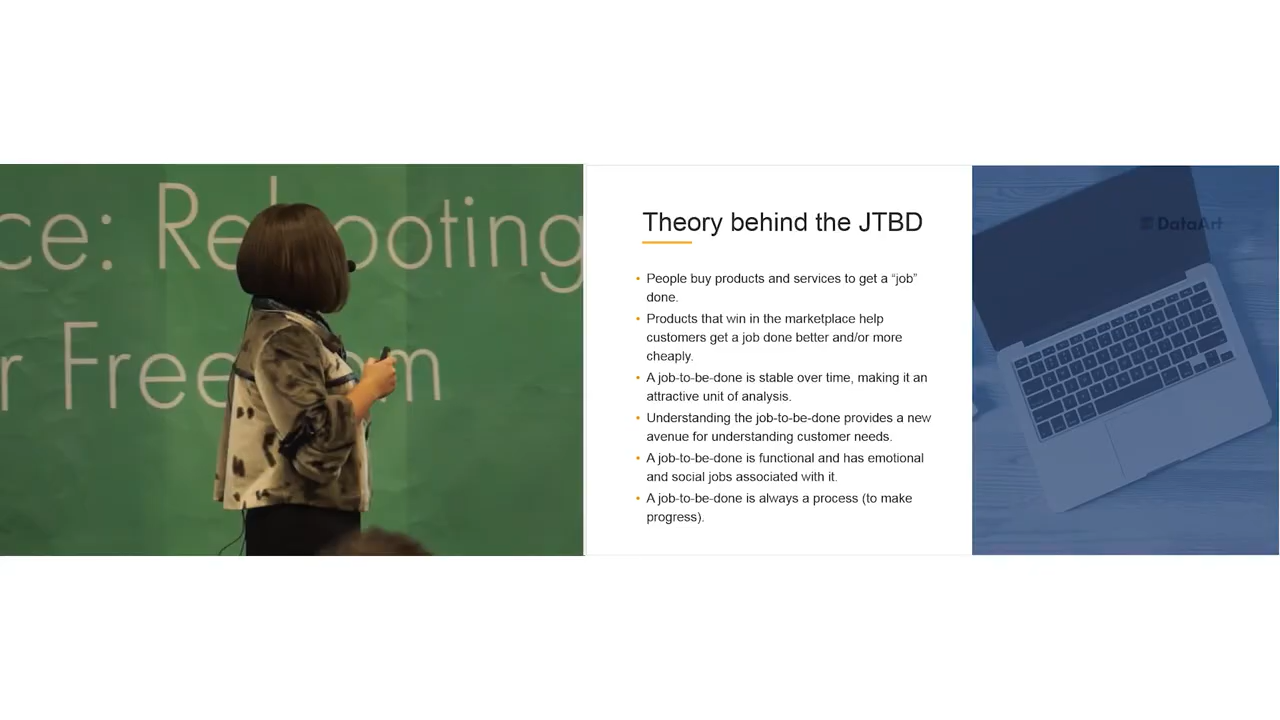 ce: Rebooting
r Freedom
Theory behind the JTBD
DataArt
• People buy products and services to get a “job”
done.
• Products that win in the marketplace help
customers get a job done better and/or more
cheaply.
• A job-to-be-done is stable over time, making it an
attractive unit of analysis.
• Understanding the job-to-be-done provides a new
avenue for understanding customer needs.
• A job-to-be-done is functional and has emotional
and social jobs associated with it.
• A job-to-be-done is always a process (to make
progress).